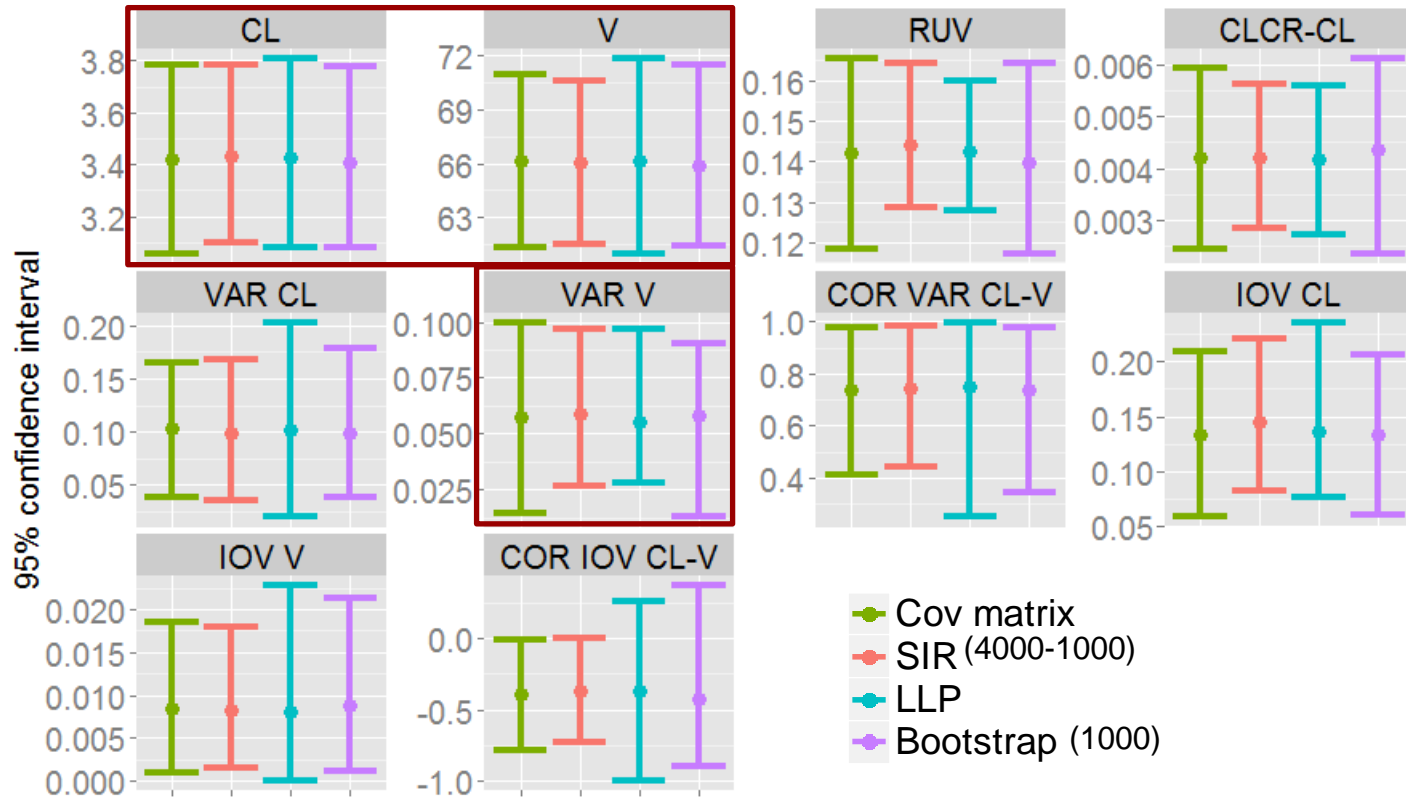 95% confidence interval
CL
3.8
3.6
3.4
3.2
V
72
69
66
63
RUV
0.16
0.15
0.14
0.13
0.12
CLCR-CL
0.006
0.005
0.004
0.003
VAR CL
0.20
0.15
0.10
0.05
VAR V
0.100
0.075
0.050
0.025
COR VAR CL-V
1.0
0.8
0.6
0.4
IOV CL
0.20
0.15
0.10
0.05
IOV V
0.020
0.015
0.010
0.005
0.000
COR IOV CL-V
0.0
-0.5
-1.0
Cov matrix
SIR (4000-1000)
LLP
Bootstrap (1000)